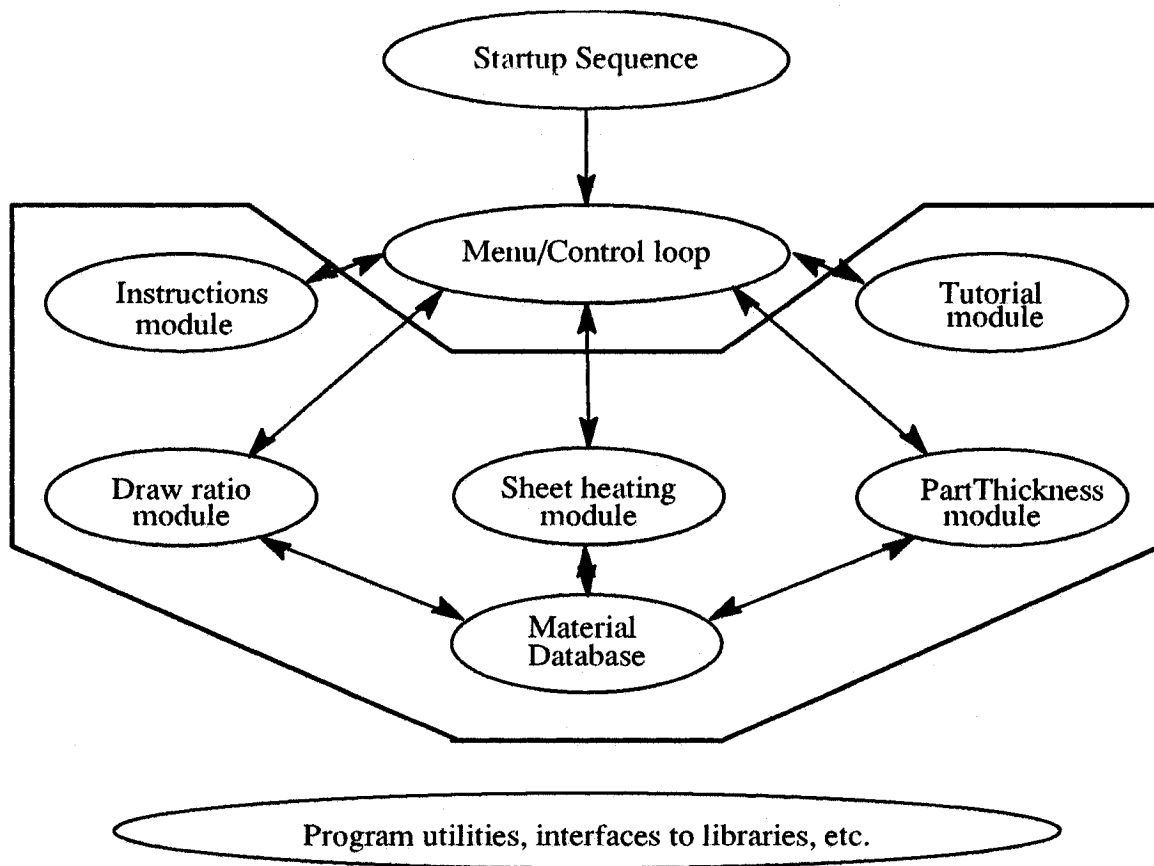 Startup Sequence
Menu/Control loop
Instructions
module
Tutorial
module
Draw ratio
module
Sheet heating
module
PartThickness
module
Material
Database
Program utilities, interfaces to libraries, etc.